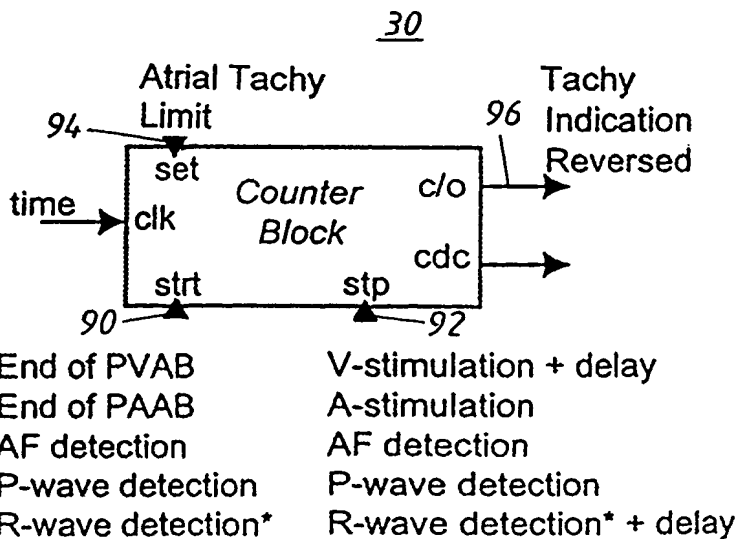 30
Atrial Tachy
Limit
Tachy
Indication
Reversed
94
96
set
Counter
Block
c/o
time
clk
cdc
strt
stp
90
92
End of PVAB
End of PAAB
AF detection
P-wave detection
R-wave detection*
V-stimulation + delay
A-stimulation
AF detection
P-wave detection
R-wave detection* + delay